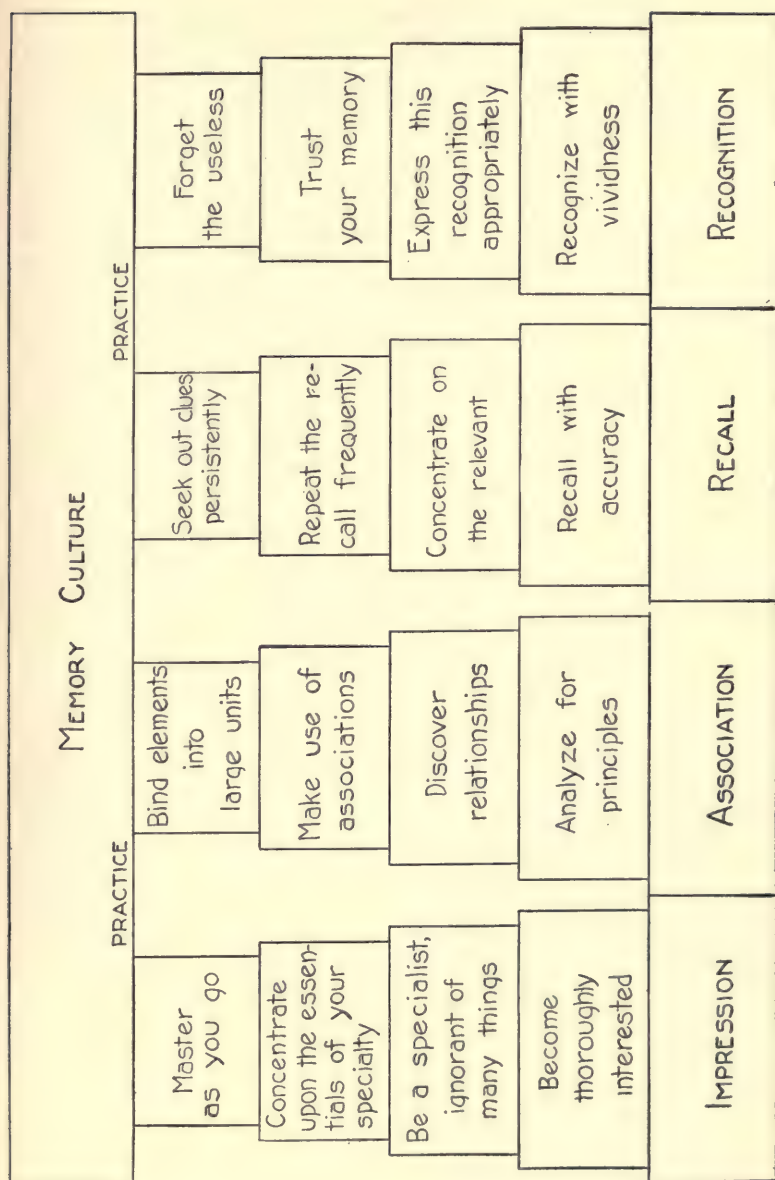 MEMORY CULTURE
PRACTICE
PRACTICE
Master
as you go
Bind elements
into
large units
Seek out clues
persistently
Forget
the useless
Concentrate
upon the essen-
tials of your
specialty
Make use of
associations
Repeat the re-
call frequently
Trust
your memory
Be a specialist,
ignorant of
many things
Discover
relationships
Concentrate on
the relevant
Express this
recognition
appropriately
Become
thoroughly
interested
Analyze for
principles
Recall with
accuracy
Recognize with
vividness
IMPRESSION
ASSOCIATION
RECALL
RECOGNITION